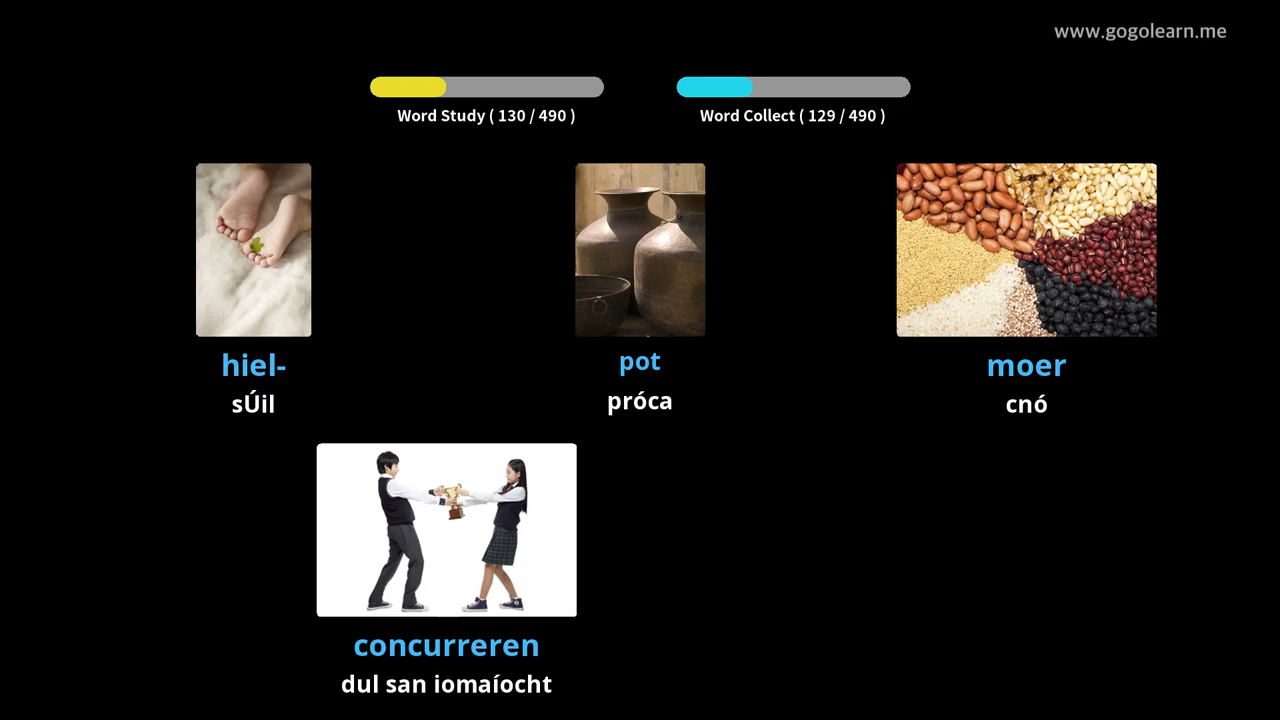 www.gogolearn.me
Word Study ( 130 / 490 )
Word Collect ( 129 / 490 )
hiel-
sÚil
pot
próca
moer
cnó
concurreren
dul san iomaíocht